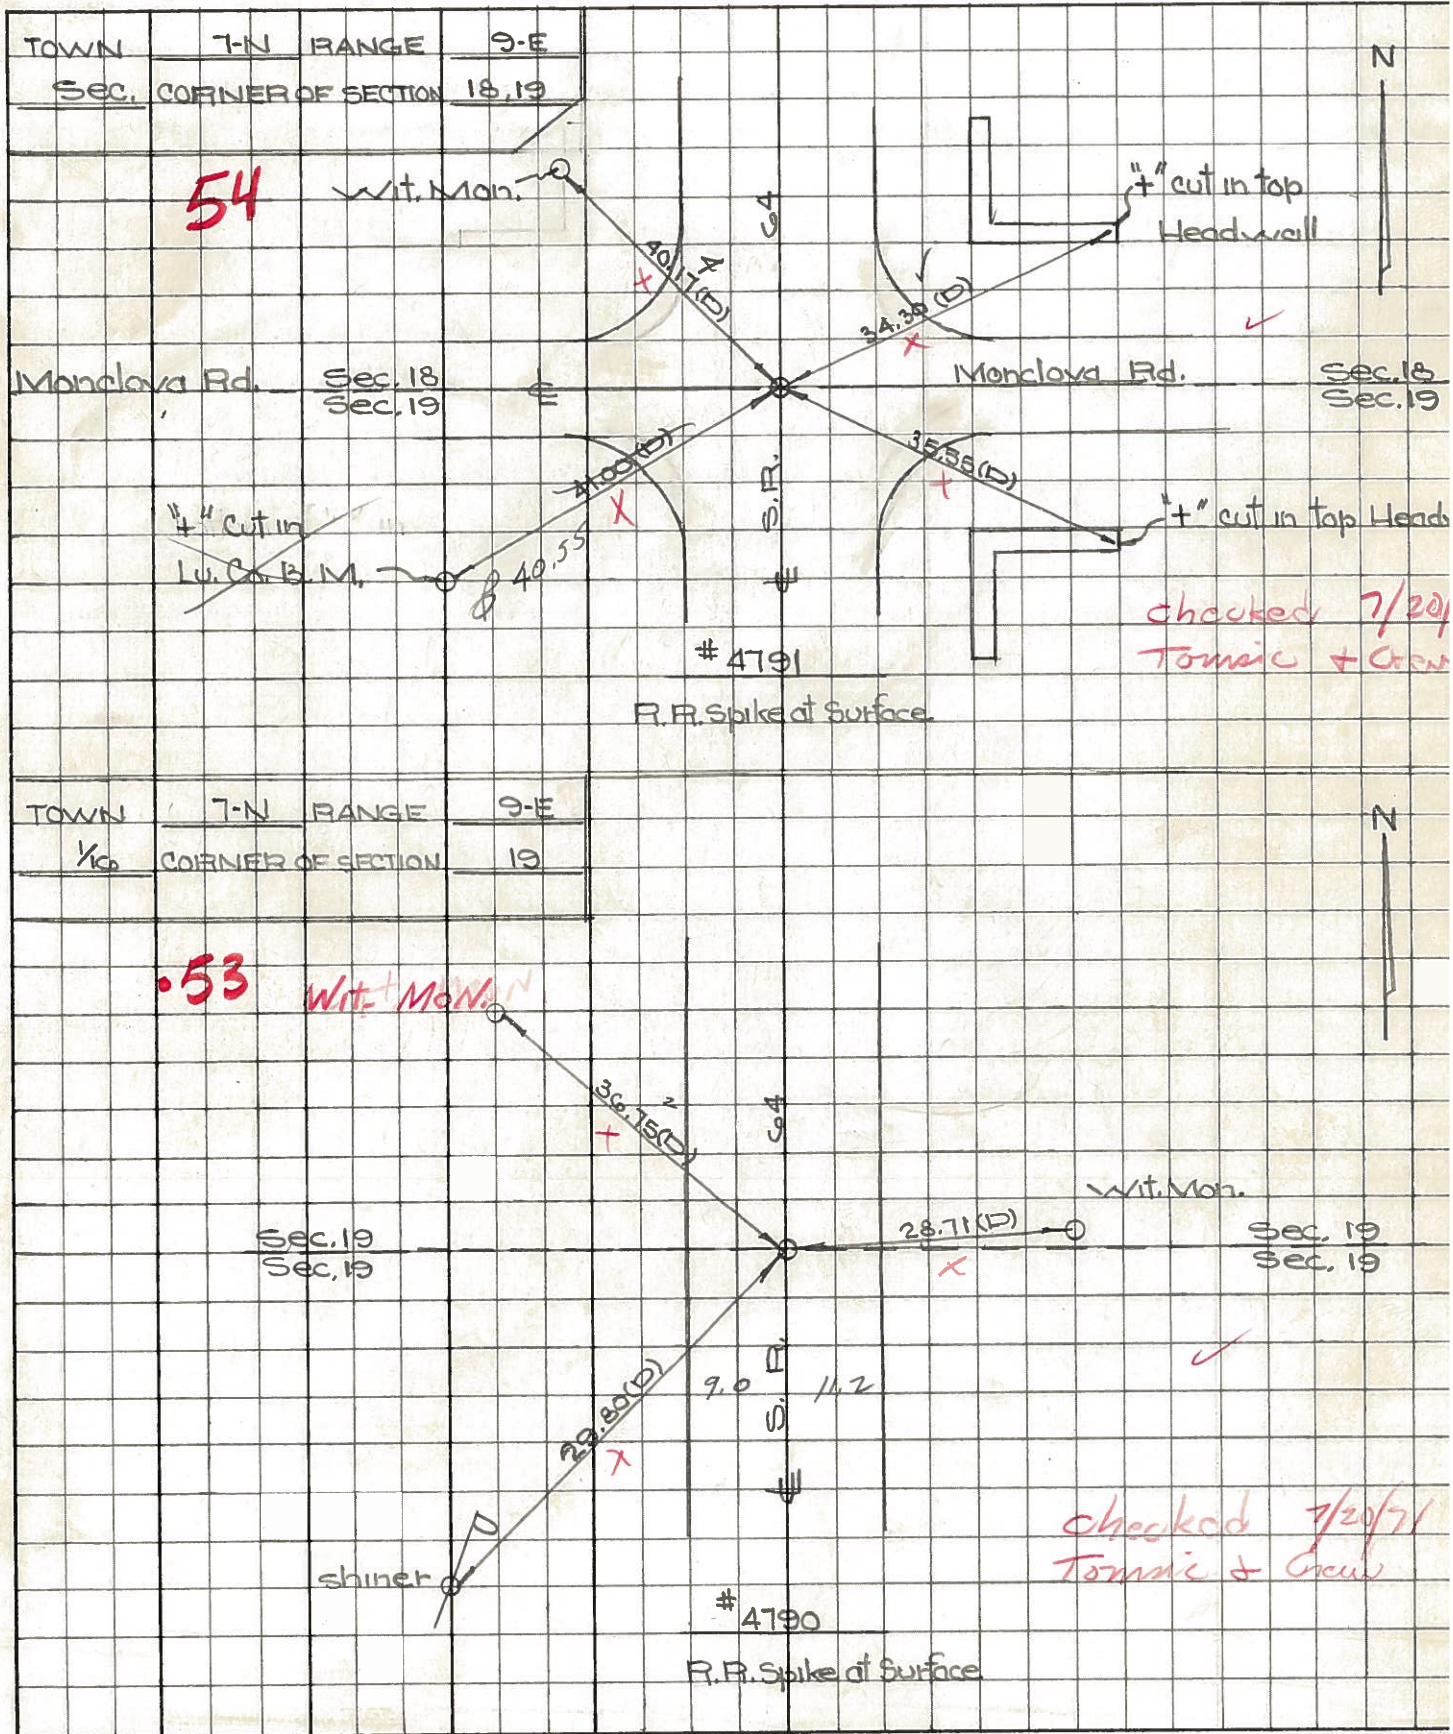 TOWN 7-N RANGE 9-E
Sec. CORNER OF SECTION 18,19
N
54
Wit. Mon.
"+" cut in top
Headwall
64
40.17(D)
34.30(D)
✓
Monclova Rd.
Sec. 18
Sec. 19
℄
Monclova Rd.
Sec. 18
Sec. 19
41.00(D)
40.55
35.55(D)
S.R.
℄
"+" cut in
Lu. Co. B.M.
"+" cut in top Head
checked 7/20/
Tomsic +
#4791
R.R. Spike at Surface
TOWN 7-N RANGE 9-E
1/16 CORNER OF SECTION 19
N
.53
Wit. MON.
36.75(D)
2
64
Wit. Mon.
28.71(D)
Sec. 19
Sec. 19
Sec. 19
Sec. 19
✓
29.80(D)
9.0
11.2
S.R.
℄
shiner
checked 7/20/71
Tomsic & Crew
#4790
R.R. Spike at Surface